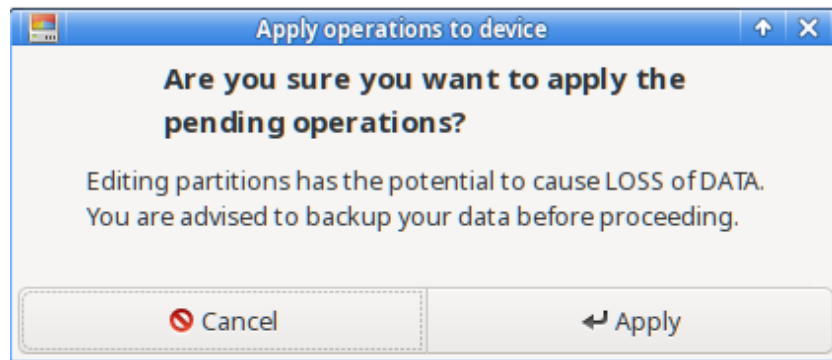 Apply operations to device
Are you sure you want to apply the
pending operations?
Editing partitions has the potential to cause LOSS of DATA.
You are advised to backup your data before proceeding.
Cancel
Apply